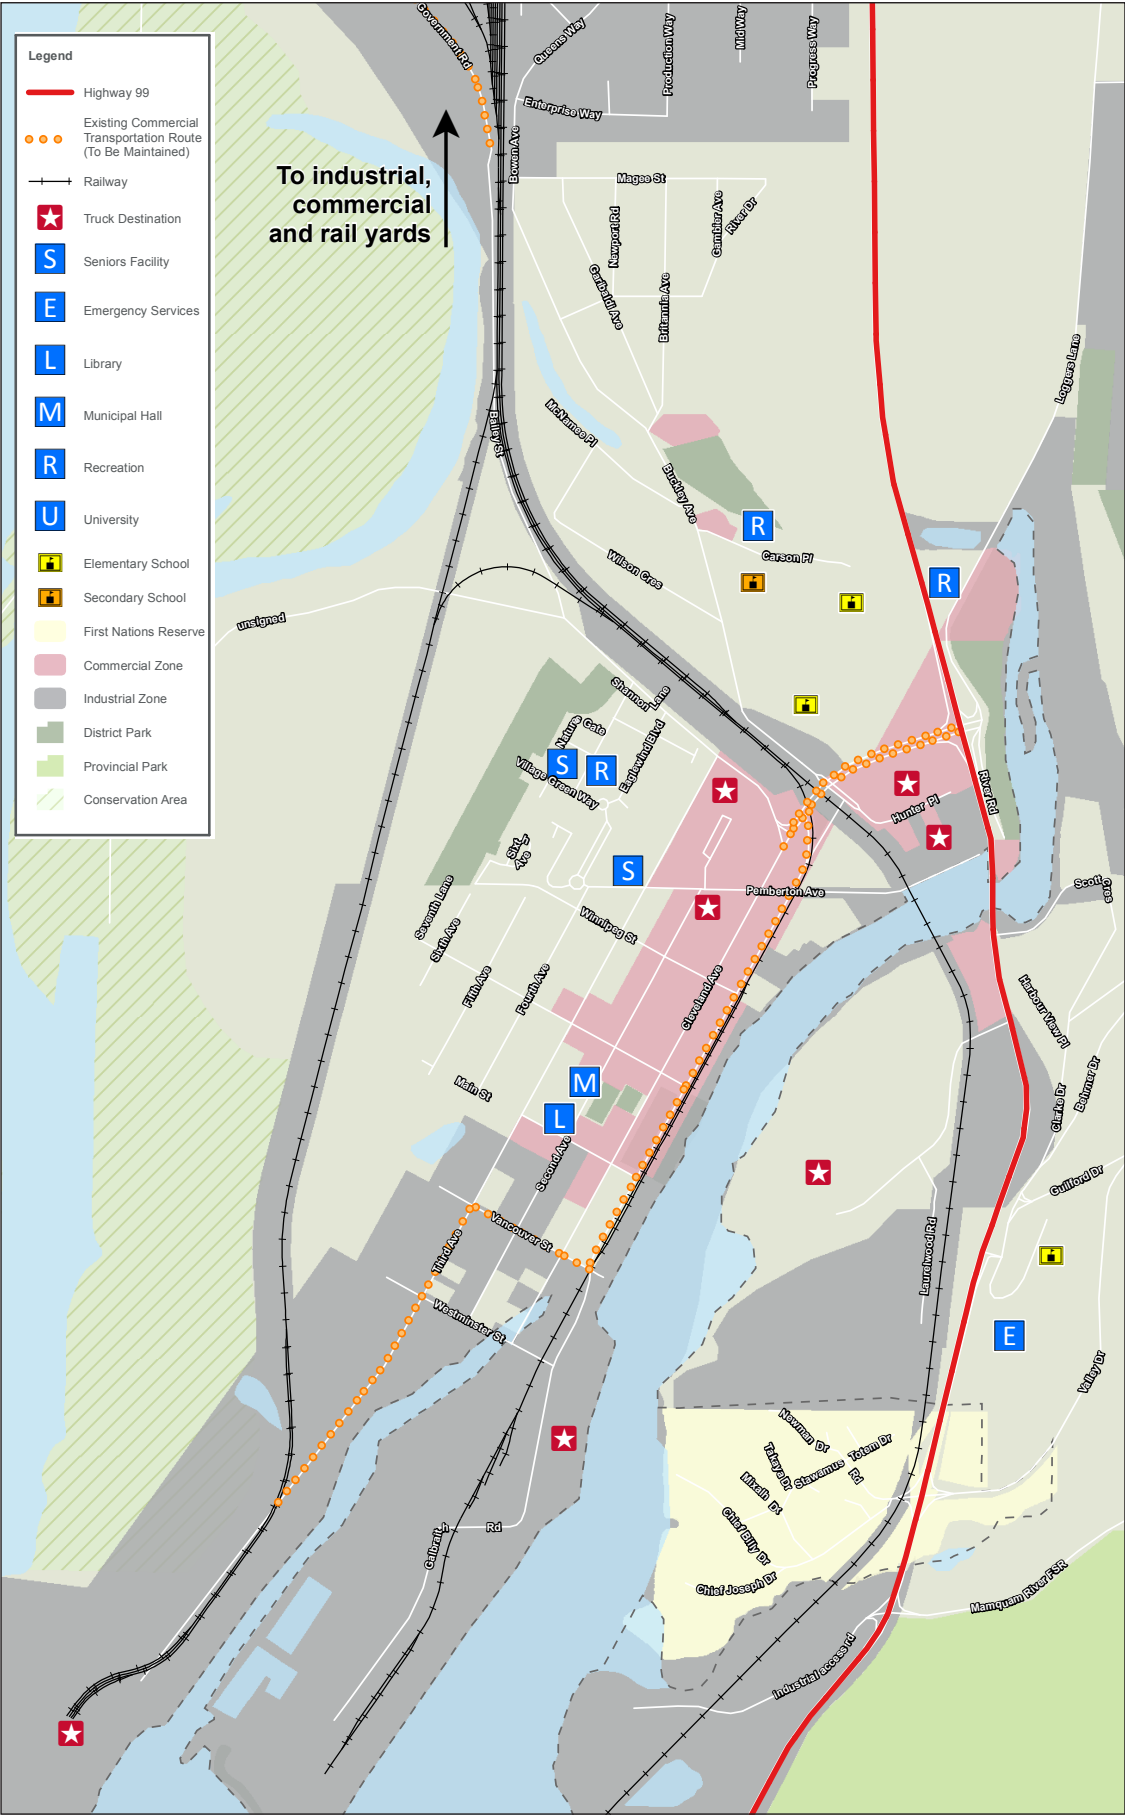 Legend
Highway 99
Existing Commercial
Transportation Route
(To Be Maintained)
Railway
Truck Destination
S
Seniors Facility
E
Emergency Services
L
Library
M
Municipal Hall
R
Recreation
U
University
Elementary School
Secondary School
First Nations Reserve
Commercial Zone
Industrial Zone
District Park
Provincial Park
Conservation Area
To industrial,
commercial
and rail yards
Government Rd
Queens Way
Production Way
Midway
Progress Way
Enterprise Way
Bowen Ave
Magee St
Newport Rd
Gambier Ave
River Dr
Garibaldi Ave
Britannia Ave
Loggers Lane
Bailey St
McNamee Pl
Buckley Ave
R
Carson Pl
Wilson Cres
R
unsigned
Shannon Lane
Nature Gate
Eaglewind Blvd
S
R
Village Green Way
Sixth Ave
S
Hunter Pl
River Rd
Pemberton Ave
Scott Cres
Seventh Lane
Sixth Ave
Winnipeg St
Fifth Ave
Fourth Ave
Cleveland Ave
Harbour View Pl
Main St
M
L
Second Ave
Clarke Dr
Behrner Dr
Guilford Dr
Vancouver St
Third Ave
Laurelwood Rd
Westminster St
E
Valley Dr
Newman Dr
Totem Dr
Takaya Dr
Stawamus Rd
Mixalh Dt
Chief Billy Dr
Galbraith Rd
Chief Joseph Dr
Mamquam River FSR
industrial access rd